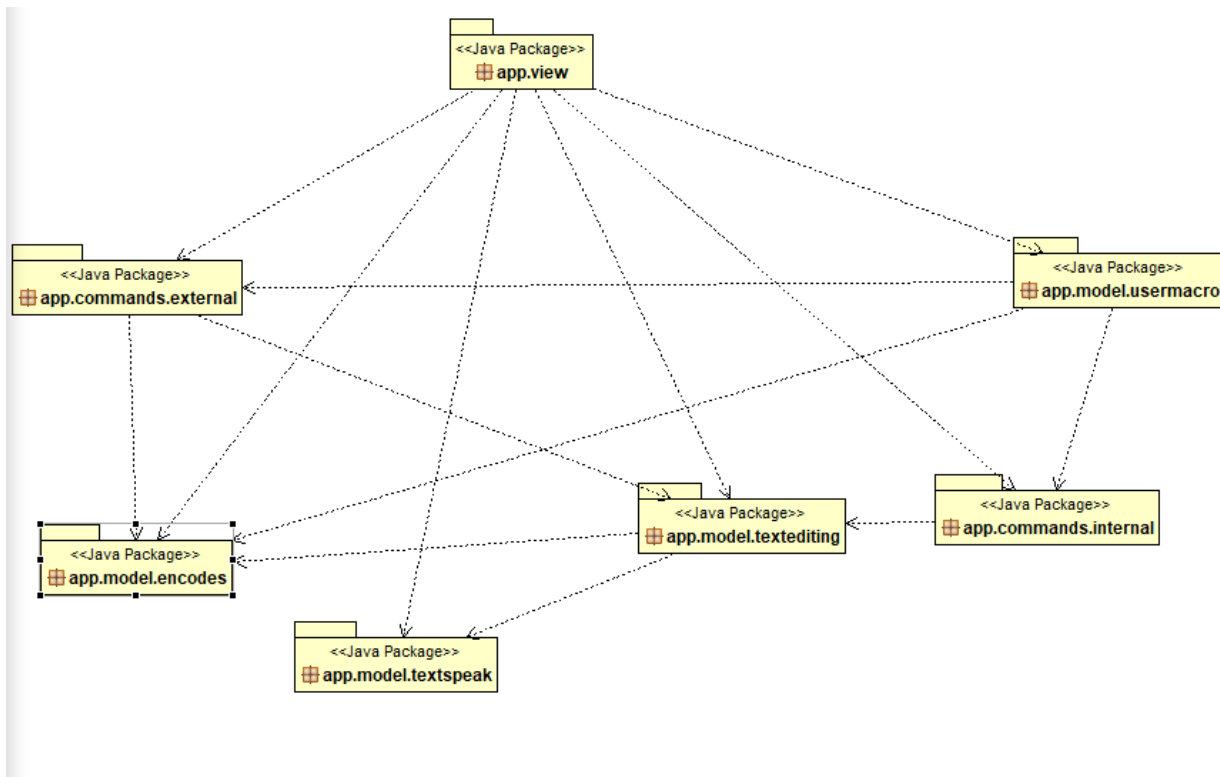 <<Java Package>>
app.view
<<Java Package>>
app.commands.external
<<Java Package>>
app.model.usermacro
<<Java Package>>
app.model.textediting
<<Java Package>>
app.commands.internal
<<Java Package>>
app.model.encodes
<<Java Package>>
app.model.textspeak